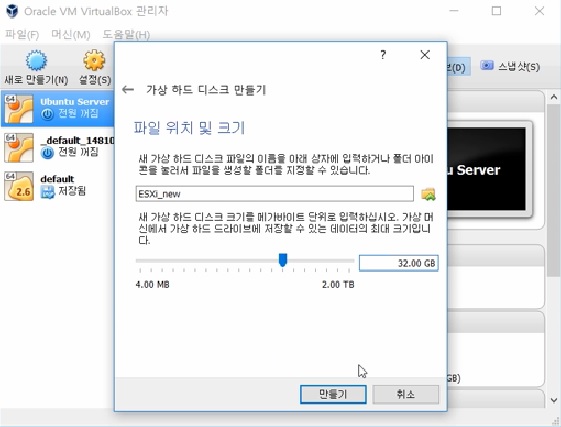 Oracle VM VirtualBox 관리자
파일(F) 머신(M) 도움말(H)
새로 만들기(N) 설정(S)
(D) 스냅샷(S)
64
Ubuntu Server
전원 꺼짐
64
_default_14810
전원 꺼짐
64
2.6
default
저장됨
u Server
GB)
?
가상 하드 디스크 만들기
파일 위치 및 크기
새 가상 하드 디스크 파일의 이름을 아래 상자에 입력하거나 폴더 아이
콘을 눌러서 파일을 생성할 폴더를 지정할 수 있습니다.
ESXi_new
새 가상 하드 디스크 크기를 메가바이트 단위로 입력하십시오. 가상 머
신에서 가상 하드 드라이브에 저장할 수 있는 데이터의 최대 크기입니
다.
32.00 GB
4.00 MB 2.00 TB
만들기 취소